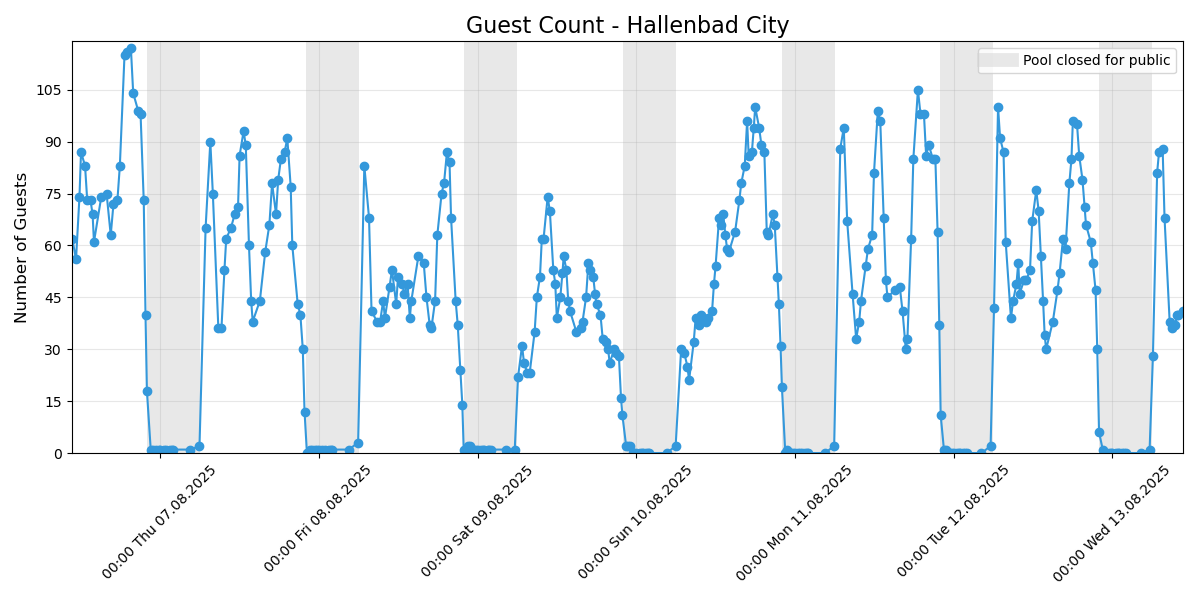 Guest Count - Hallenbad City
Pool closed for public
Number of Guests
105
90
75
60
45
30
15
0
00:00 Thu 07.08.2025
00:00 Fri 08.08.2025
00:00 Sat 09.08.2025
00:00 Sun 10.08.2025
00:00 Mon 11.08.2025
00:00 Tue 12.08.2025
00:00 Wed 13.08.2025